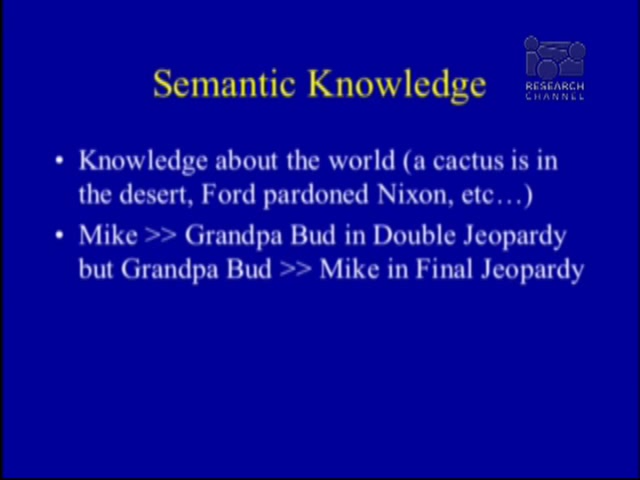 RESEARCH
CHANNEL
Semantic Knowledge
• Knowledge about the world (a cactus is in
the desert, Ford pardoned Nixon, etc…)
• Mike >> Grandpa Bud in Double Jeopardy
but Grandpa Bud >> Mike in Final Jeopardy